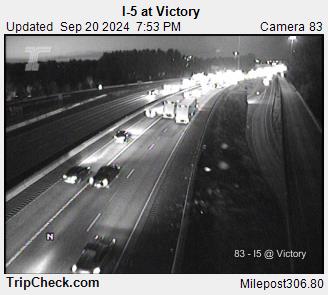 I-5 at Victory
Updated  Sep 20 2024  7:53 PM
Camera 83
T
N
83 - I5 @ Victory
TripCheck.com
Milepost306.80